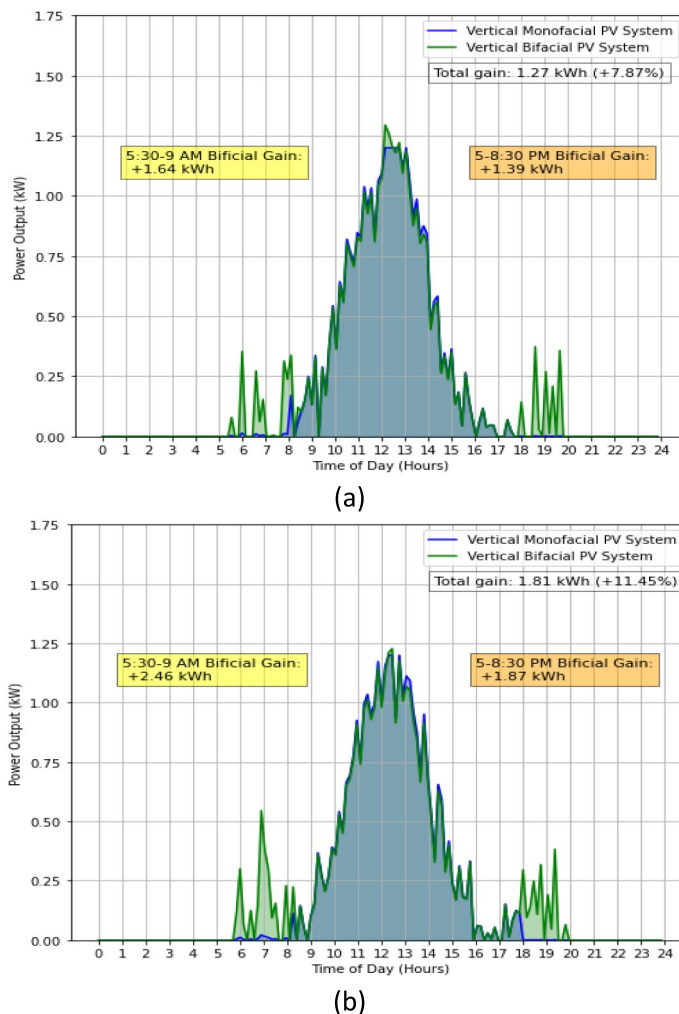 1.75
1.50
1.25
1.00
0.75
0.50
0.25
0.00
Power Output (kW)
Vertical Monofacial PV System
Vertical Bifacial PV System
Total gain: 1.27 kWh (+7.87%)
5:30-9 AM Bificial Gain:
+1.64 kWh
5-8:30 PM Bificial Gain:
+1.39 kWh
0 1 2 3 4 5 6 7 8 9 10 11 12 13 14 15 16 17 18 19 20 21 22 23 24
Time of Day (Hours)
(a)
1.75
1.50
1.25
1.00
0.75
0.50
0.25
0.00
Power Output (kW)
Vertical Monofacial PV System
Vertical Bifacial PV System
Total gain: 1.81 kWh (+11.45%)
5:30-9 AM Bificial Gain:
+2.46 kWh
5-8:30 PM Bificial Gain:
+1.87 kWh
0 1 2 3 4 5 6 7 8 9 10 11 12 13 14 15 16 17 18 19 20 21 22 23 24
Time of Day (Hours)
(b)